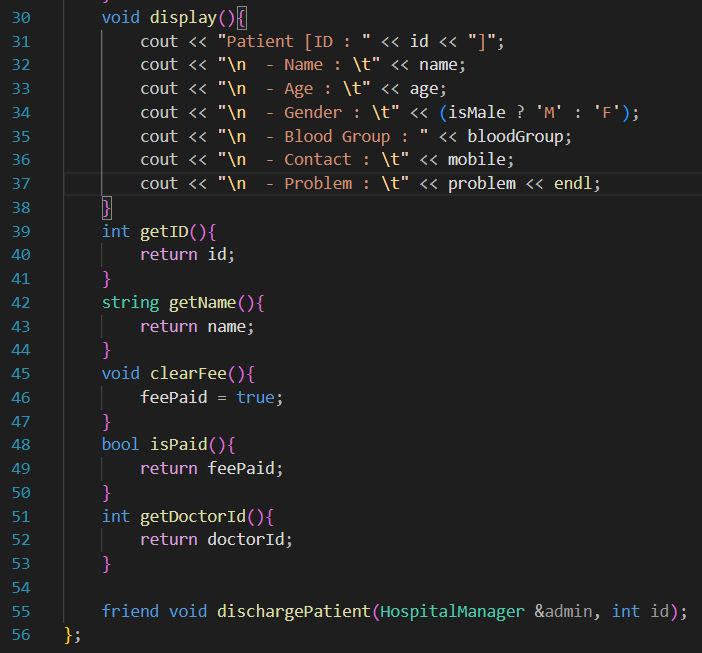 30 void display(){
31 cout << "Patient [ID : " << id << "]";
32 cout << "\n  - Name : \t" << name;
33 cout << "\n  - Age : \t" << age;
34 cout << "\n  - Gender : \t" << (isMale ? 'M' : 'F');
35 cout << "\n  - Blood Group : " << bloodGroup;
36 cout << "\n  - Contact : \t" << mobile;
37 cout << "\n  - Problem : \t" << problem << endl;
38 }
39 int getID(){
40 return id;
41 }
42 string getName(){
43 return name;
44 }
45 void clearFee(){
46 feePaid = true;
47 }
48 bool isPaid(){
49 return feePaid;
50 }
51 int getDoctorId(){
52 return doctorId;
53 }
54
55 friend void dischargePatient(HospitalManager &admin, int id);
56 };